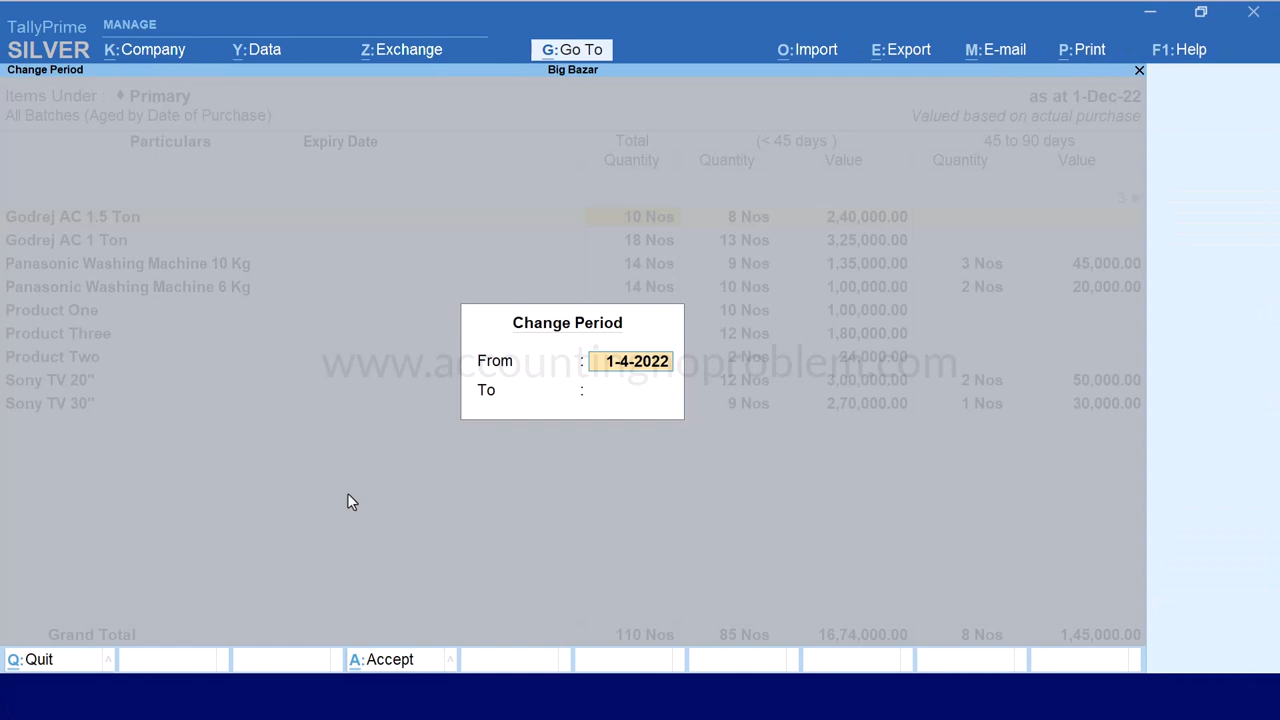 TallyPrime MANAGE
SILVER K:Company Y:Data Z:Exchange G:Go To O:Import E:Export M:E-mail P:Print F1:Help
Change Period Big Bazar
Items Under : ♦ Primary as at 1-Dec-22
All Batches (Aged by Date of Purchase) Valued based on actual purchase
Particulars Expiry Date Total (< 45 days ) 45 to 90 days
Quantity Quantity Value Quantity Value
3
Godrej AC 1.5 Ton 10 Nos 8 Nos 2,40,000.00
Godrej AC 1 Ton 18 Nos 13 Nos 3,25,000.00
Panasonic Washing Machine 10 Kg 14 Nos 9 Nos 1,35,000.00 3 Nos 45,000.00
Panasonic Washing Machine 6 Kg 14 Nos 10 Nos 1,00,000.00 2 Nos 20,000.00
Product One 10 Nos 1,00,000.00
Change Period
Product Three 12 Nos 1,80,000.00
Product Two 2 Nos 24,000.00
From : 1-4-2022
www.accountingnoproblem.com
Sony TV 20" 12 Nos 3,00,000.00 2 Nos 50,000.00
To :
Sony TV 30" 9 Nos 2,70,000.00 1 Nos 30,000.00
Grand Total 110 Nos 85 Nos 16,74,000.00 8 Nos 1,45,000.00
Q:Quit A:Accept